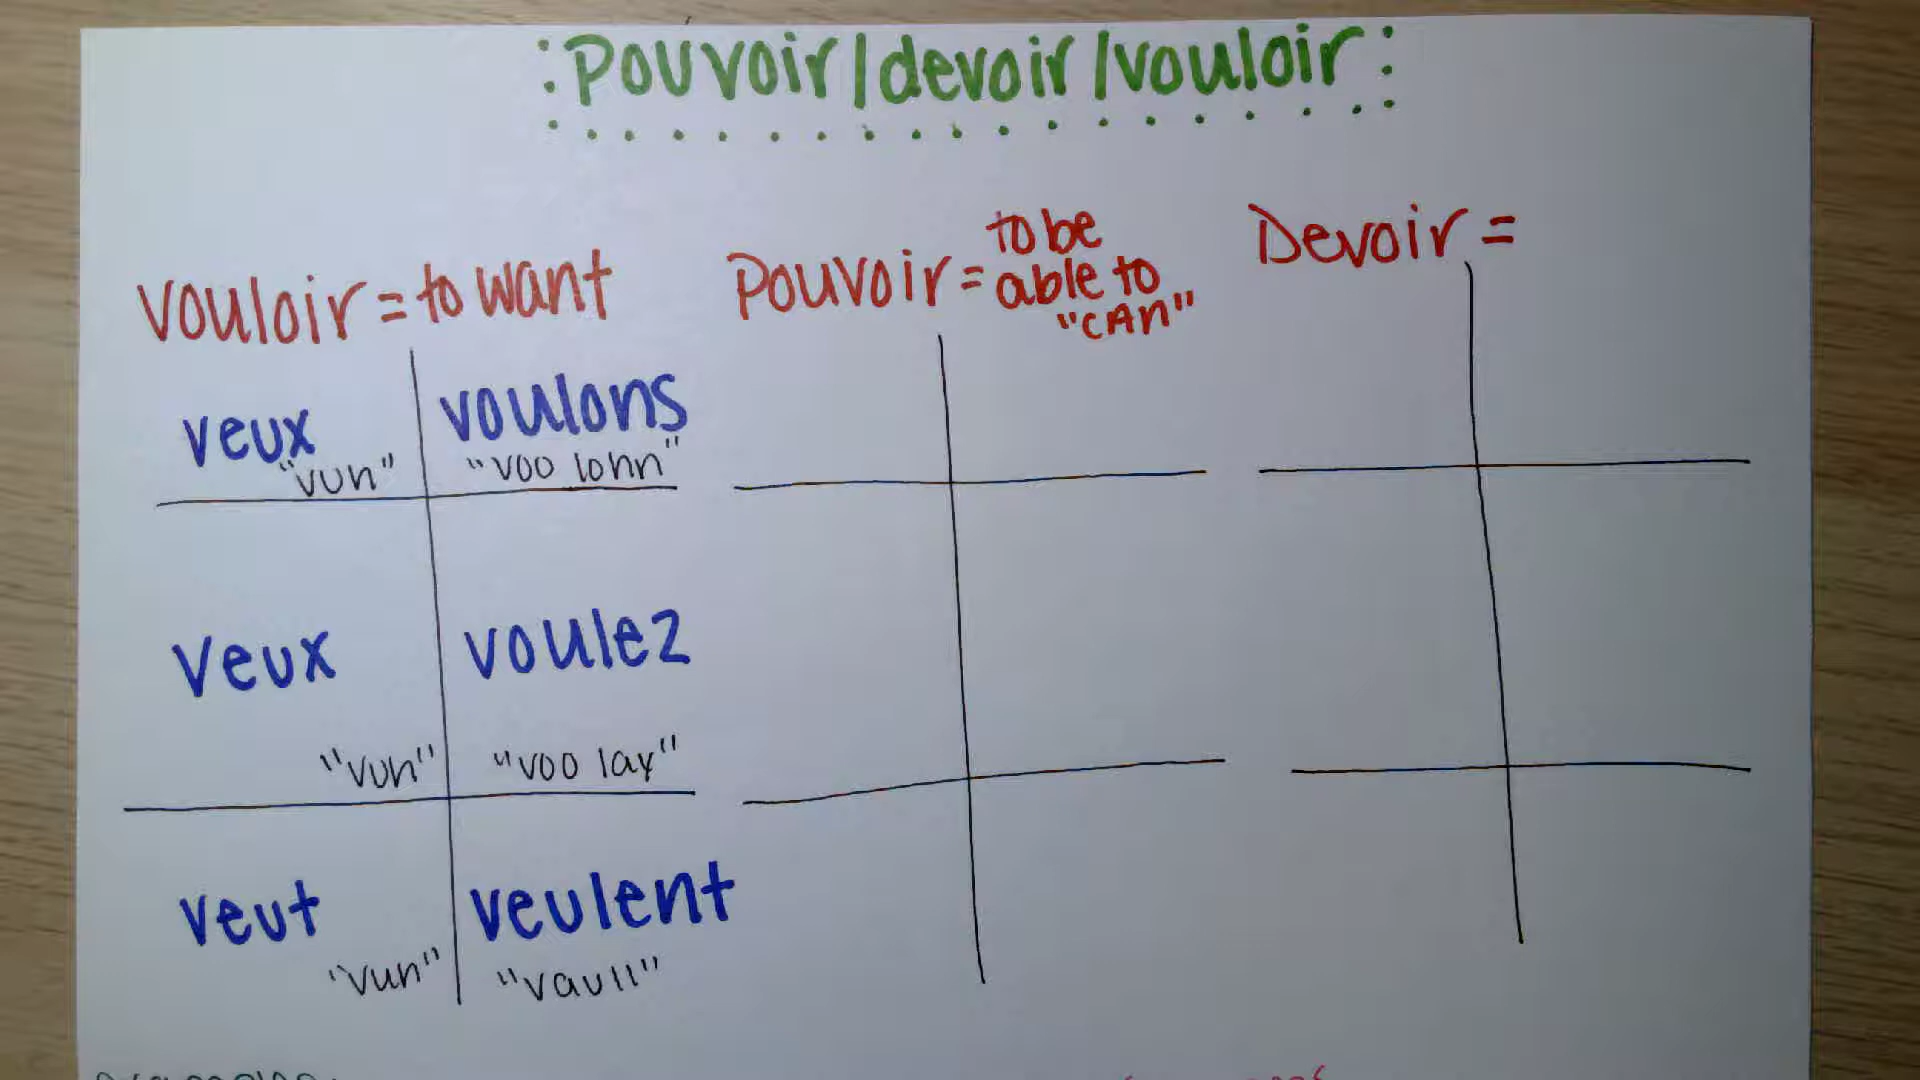 :pouvoir/devoir/vouloir:
vouloir = to want
veux
"vuh"
voulons
"voo lohn"
veux
"vuh"
voulez
"voo lay"
veut
"vuh"
veulent
"vaull"
Pouvoir = to be
able to
"CAn"
Devoir =